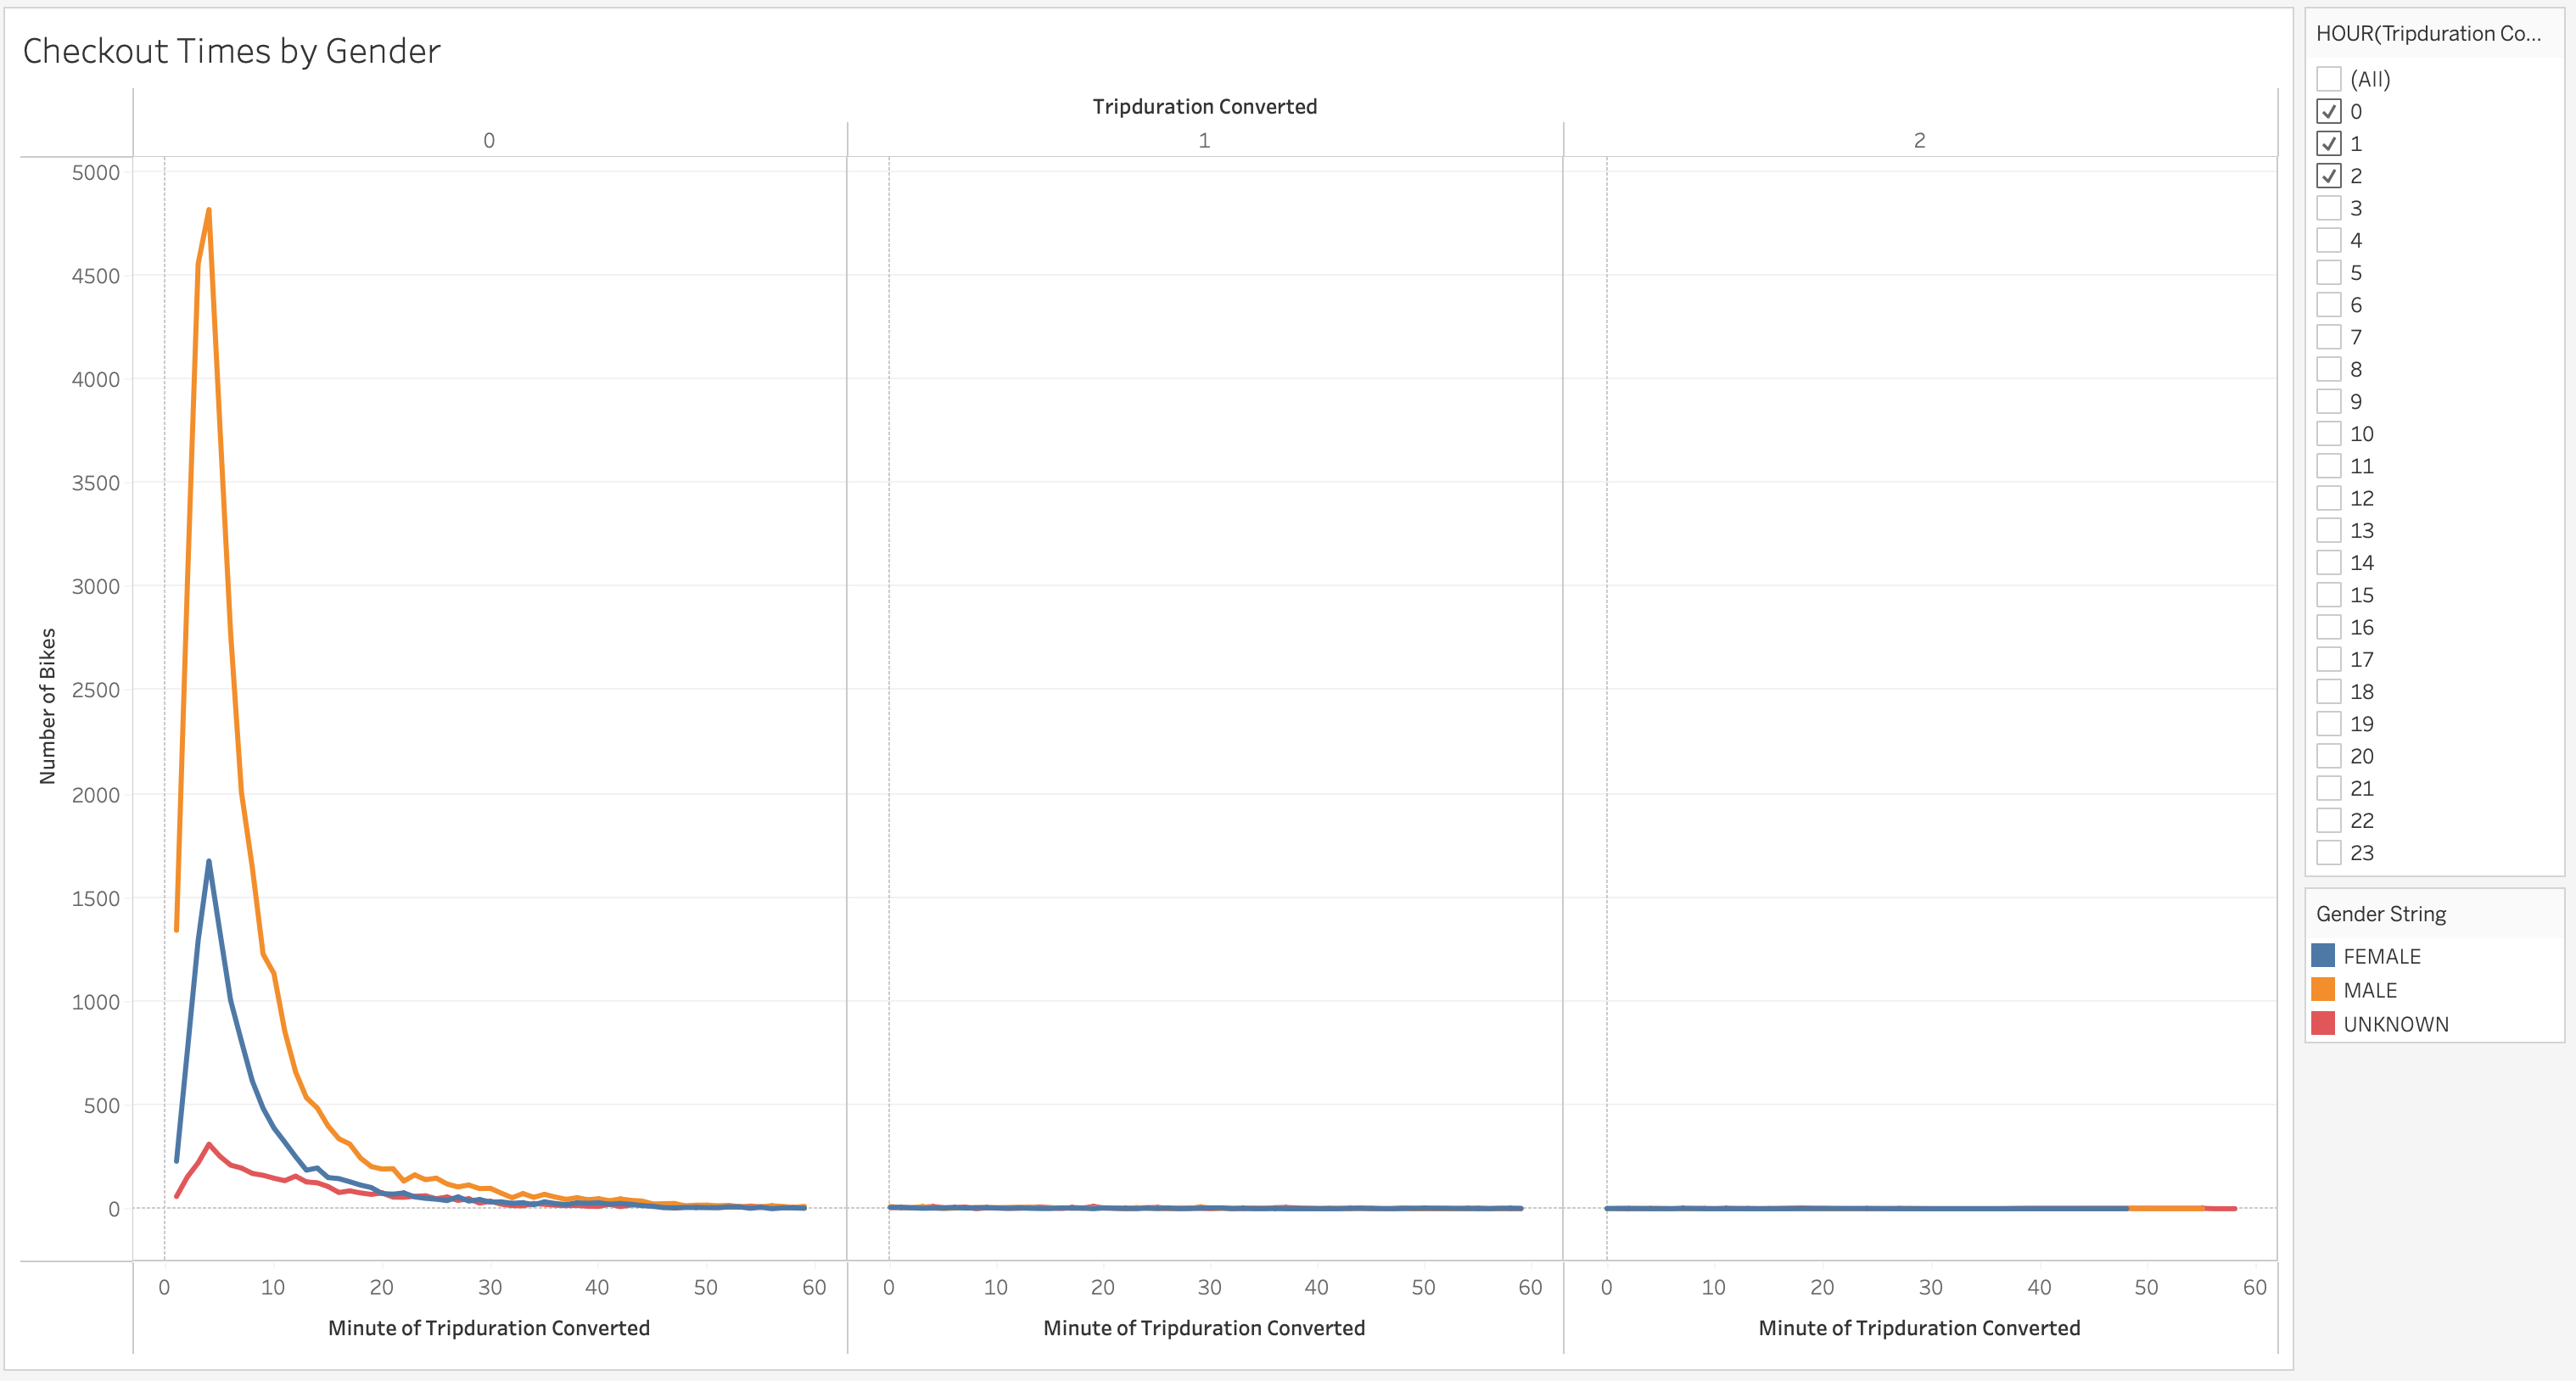 Checkout Times by Gender
Tripduration Converted
0 1 2
5000
4500
4000
3500
3000
2500
2000
1500
1000
500
0
Number of Bikes
0 10 20 30 40 50 60 0 10 20 30 40 50 60 0 10 20 30 40 50 60
Minute of Tripduration Converted Minute of Tripduration Converted Minute of Tripduration Converted
HOUR(Tripduration Co...
(All)
0
1
2
3
4
5
6
7
8
9
10
11
12
13
14
15
16
17
18
19
20
21
22
23
Gender String
FEMALE
MALE
UNKNOWN